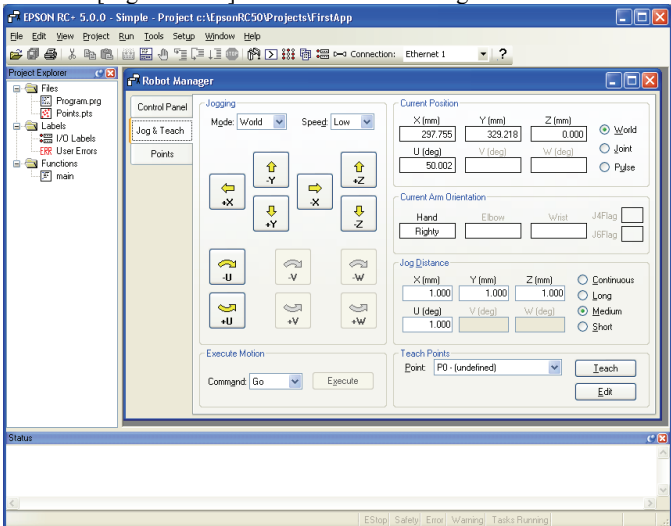 EPSON RC+ 5.0.0 - Simple - Project c:\EpsonRC50\Projects\FirstApp
File Edit View Project Run Tools Setup Window Help
Connection: Ethernet 1
Project Explorer
Files
Program.prg
Points.pts
Labels
I/O Labels
ERR User Errors
Functions
main
Robot Manager
Control Panel
Jog & Teach
Points
Jogging
Mode: World Speed: Low
-Y +Z
+X -X
+Y -Z
-U -V -W
+U +V +W
Execute Motion
Command: Go Execute
Current Position
X (mm) Y (mm) Z (mm)
297.755 329.218 0.000
U (deg) V (deg) W (deg)
50.002
World
Joint
Pulse
Current Arm Orientation
Hand Elbow Wrist J4Flag
Righty J6Flag
Jog Distance
X (mm) Y (mm) Z (mm)
1.000 1.000 1.000
U (deg) V (deg) W (deg)
1.000
Continuous
Long
Medium
Short
Teach Points
Point: P0 - (undefined) Teach
Edit
Status
EStop Safety Error Warning Tasks Running